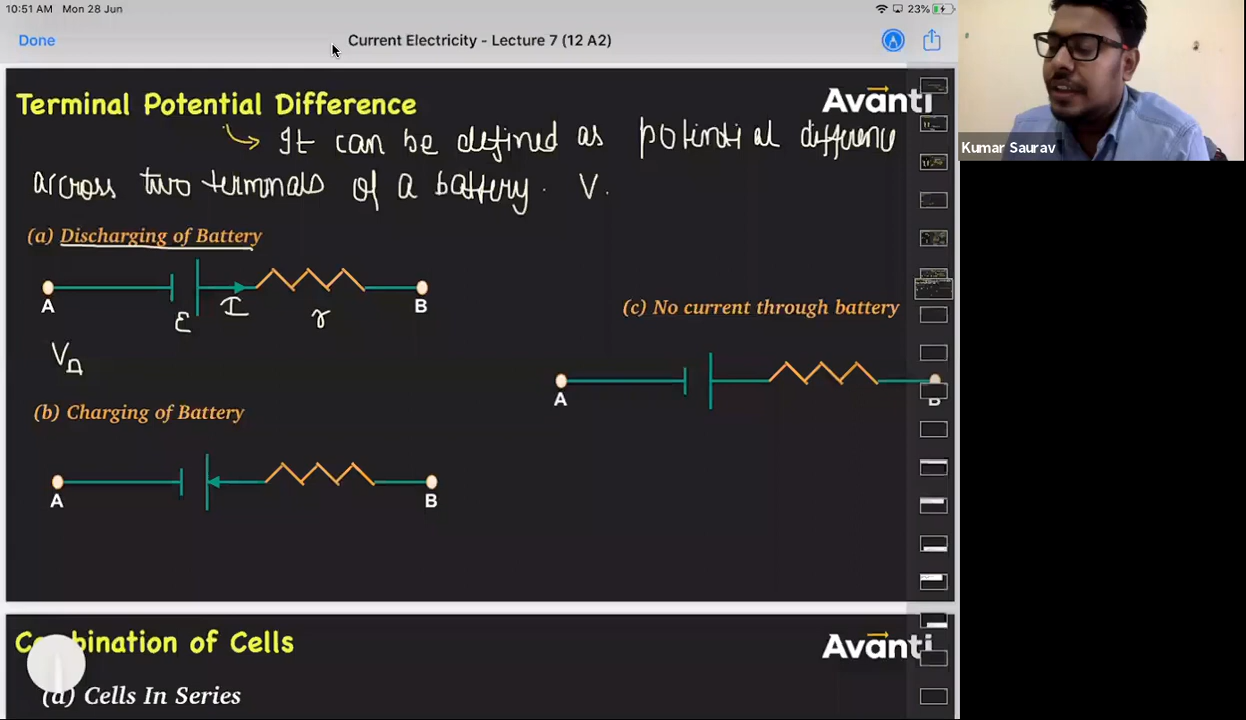 10:51 AM Mon 28 Jun
23%
Done
Current Electricity - Lecture 7 (12 A2)
Kumar Saurav
Terminal Potential Difference
Avanti
It can be defined as potential difference
across two terminals of a battery. V.
(a) Discharging of Battery
A
ε
I
r
B
V
(c) No current through battery
A
B
(b) Charging of Battery
A
B
Combination of Cells
Avanti
(a) Cells In Series